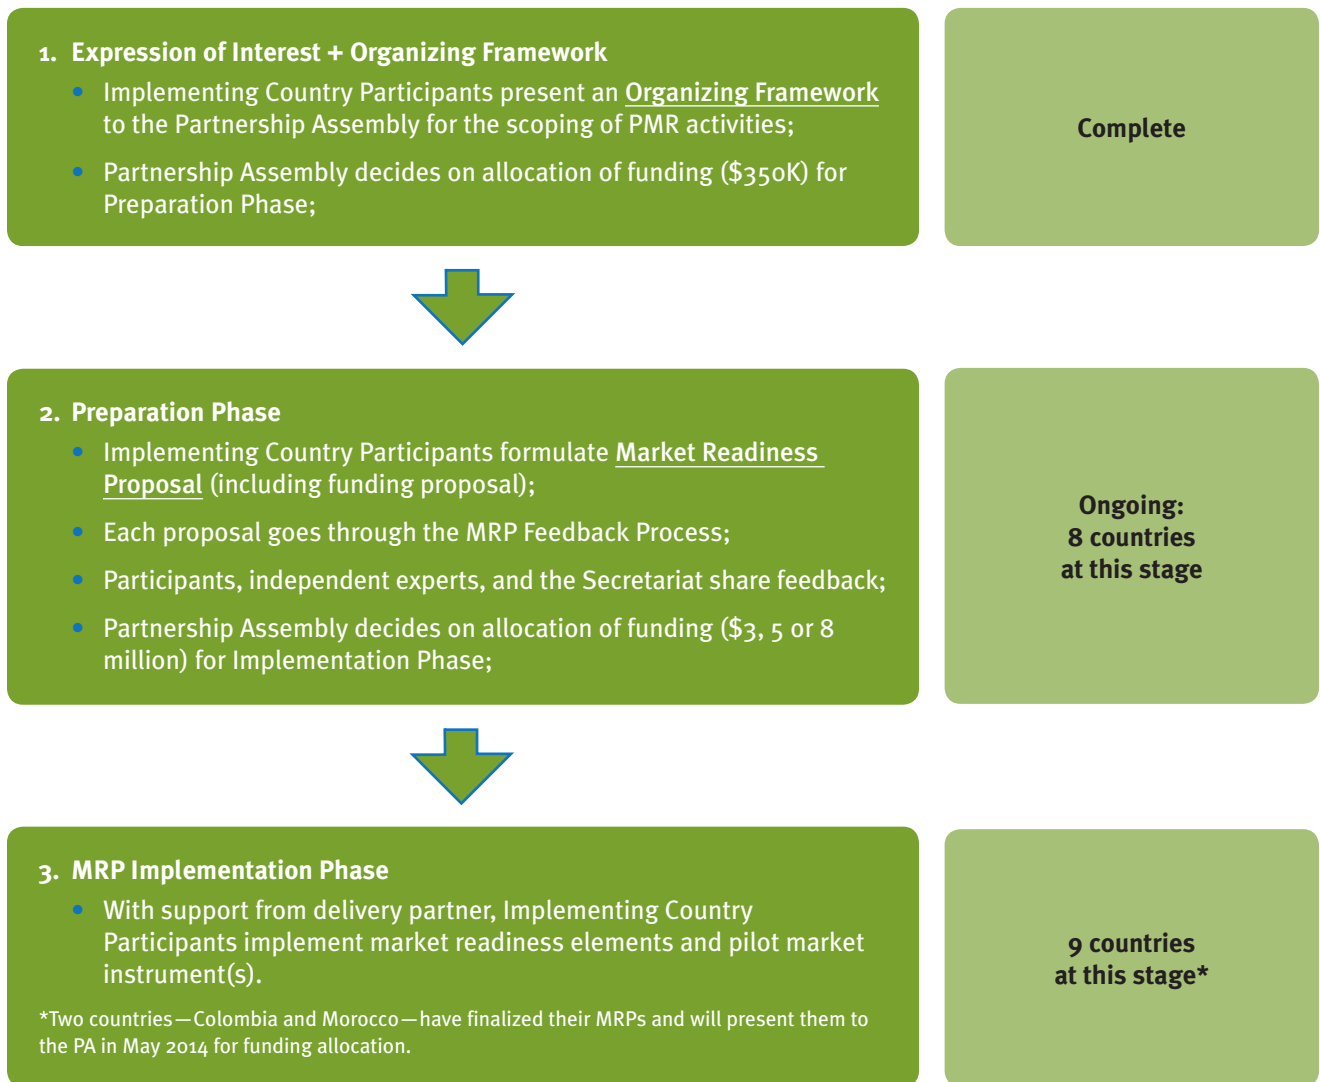 1. Expression of Interest + Organizing Framework
• Implementing Country Participants present an Organizing Framework
to the Partnership Assembly for the scoping of PMR activities;
• Partnership Assembly decides on allocation of funding ($350K) for
Preparation Phase;
Complete
2. Preparation Phase
• Implementing Country Participants formulate Market Readiness
Proposal (including funding proposal);
• Each proposal goes through the MRP Feedback Process;
• Participants, independent experts, and the Secretariat share feedback;
• Partnership Assembly decides on allocation of funding ($3, 5 or 8
million) for Implementation Phase;
Ongoing:
8 countries
at this stage
3. MRP Implementation Phase
• With support from delivery partner, Implementing Country
Participants implement market readiness elements and pilot market
instrument(s).
*Two countries—Colombia and Morocco—have finalized their MRPs and will present them to
the PA in May 2014 for funding allocation.
9 countries
at this stage*